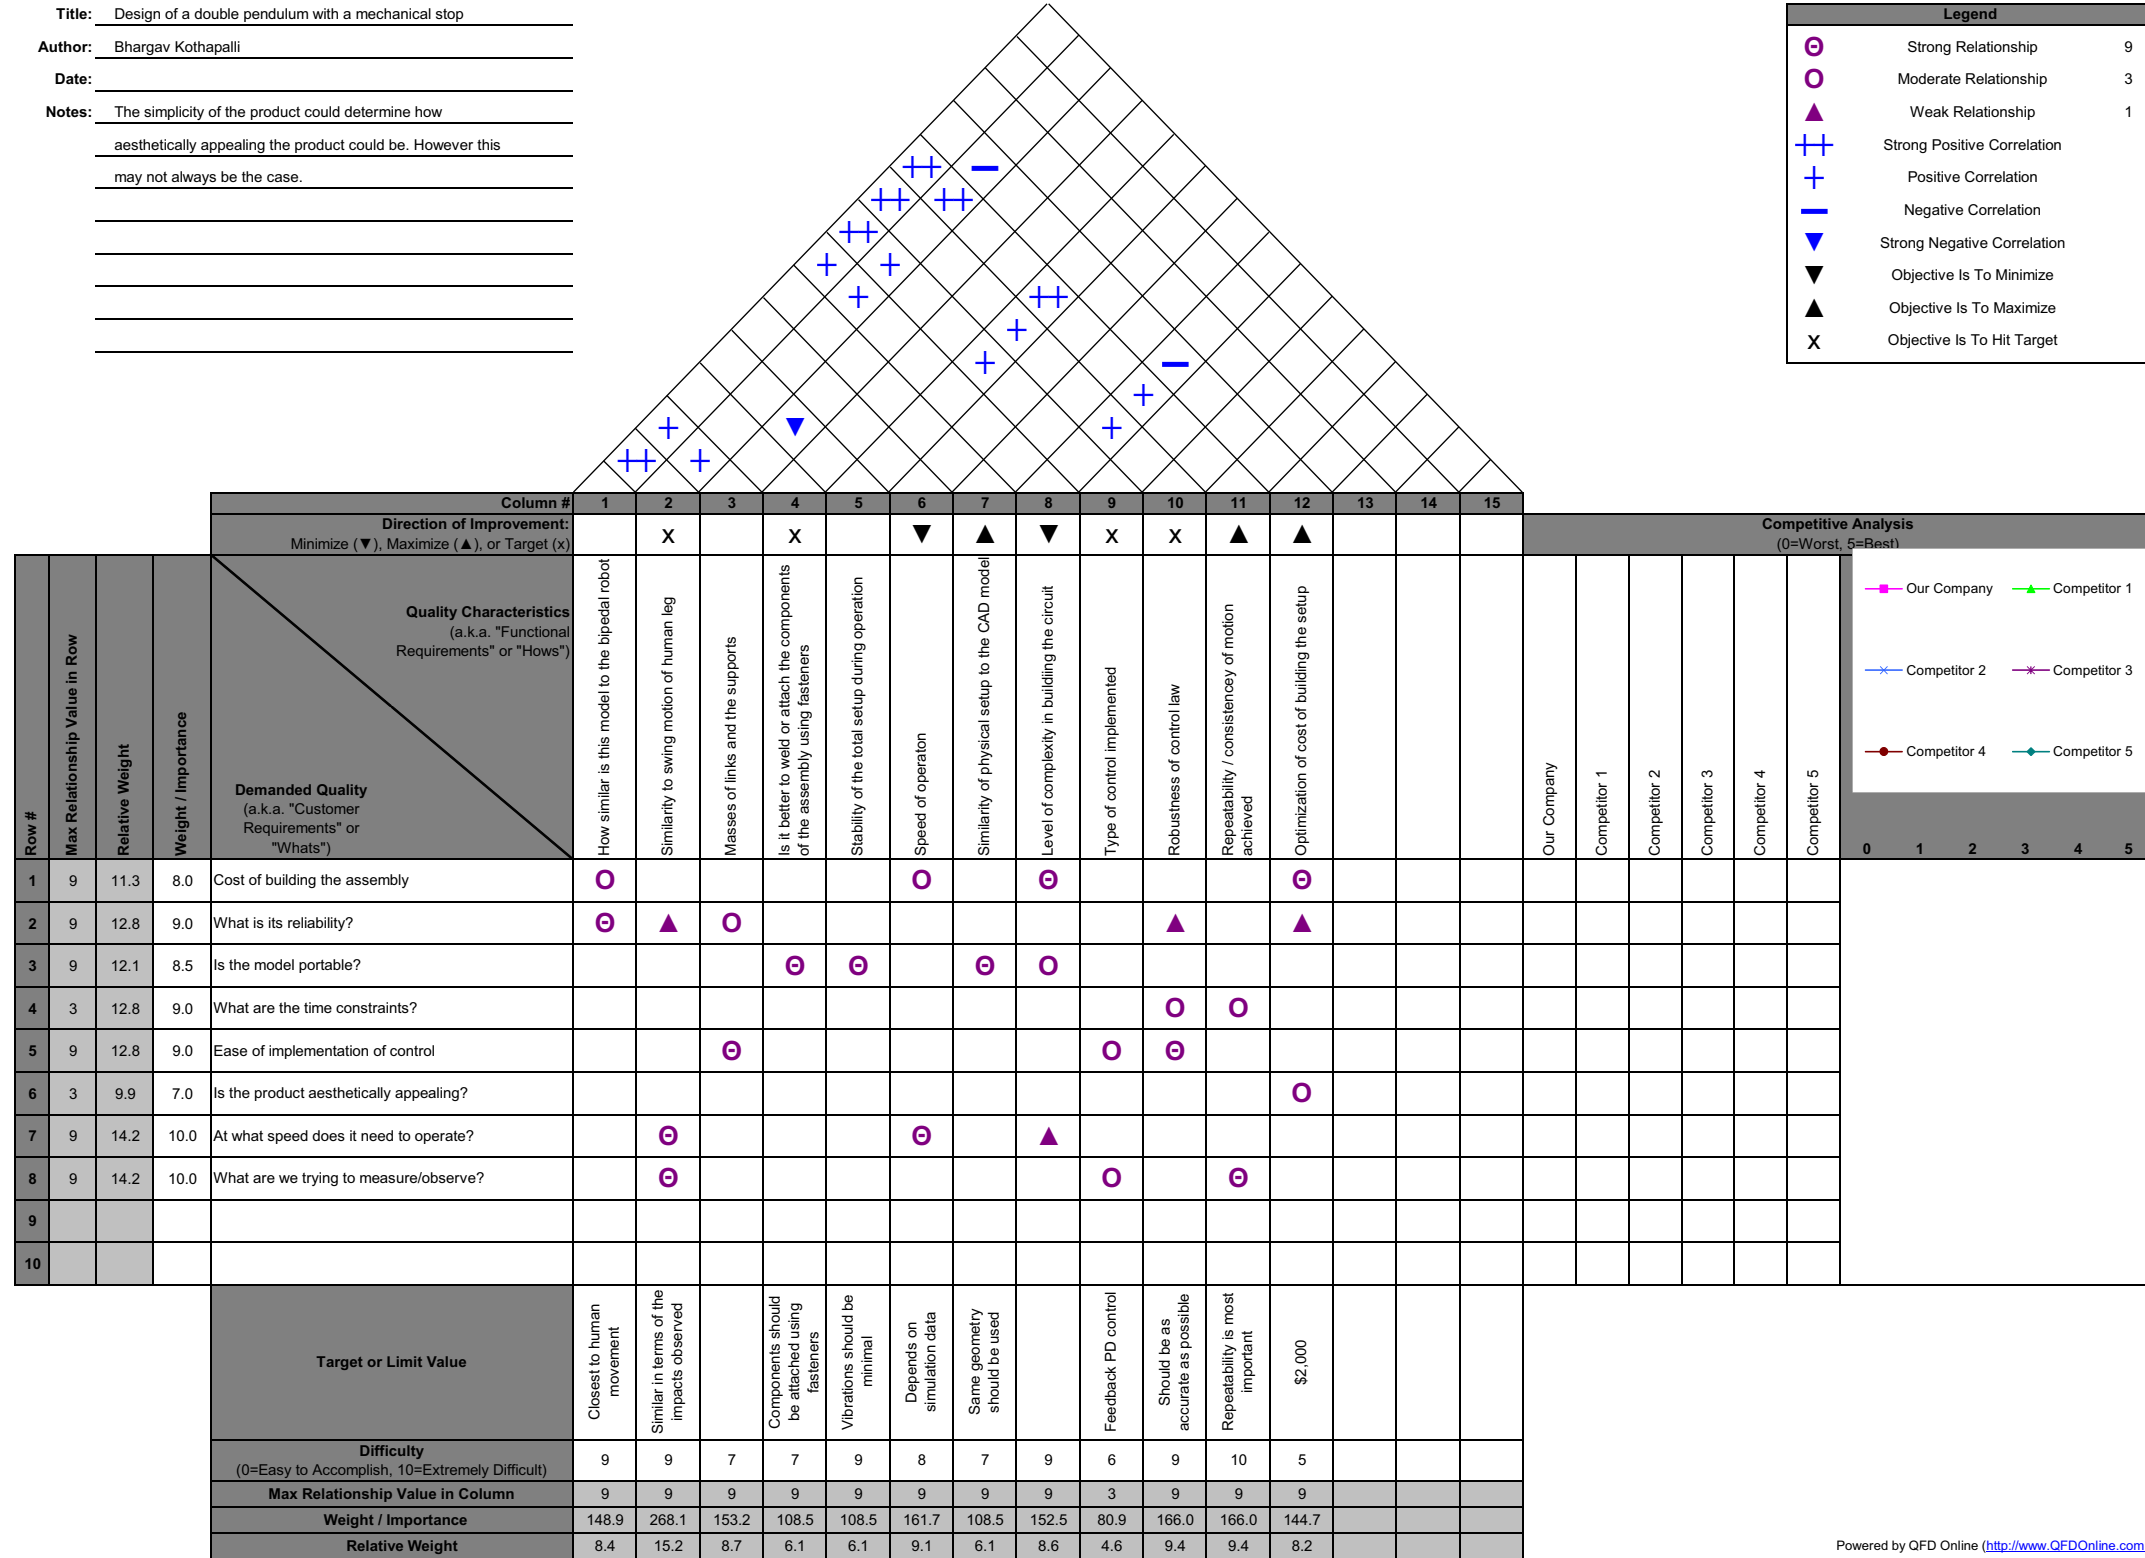 Title: Design of a double pendulum with a mechanical stop
Author: Bhargav Kothapalli
Date:
Notes: The simplicity of the product could determine how
aesthetically appealing the product could be. However this
may not always be the case.
Legend
Θ Strong Relationship 9
Ο Moderate Relationship 3
▲ Weak Relationship 1
┼┼ Strong Positive Correlation
┼ Positive Correlation
▬ Negative Correlation
▼ Strong Negative Correlation
▼ Objective Is To Minimize
▲ Objective Is To Maximize
x Objective Is To Hit Target
Column # 1 2 3 4 5 6 7 8 9 10 11 12 13 14 15
Direction of Improvement:
Minimize (▼), Maximize (▲), or Target (x)
x x ▼ ▲ ▼ x x ▲ ▲
Competitive Analysis
(0=Worst, 5=Best)
Row #
Max Relationship Value in Row
Relative Weight
Weight / Importance
Quality Characteristics
(a.k.a. "Functional
Requirements" or "Hows")
Demanded Quality
(a.k.a. "Customer
Requirements" or
"Whats")
How similar is this model to the bipedal robot
Similarity to swing motion of human leg
Masses of links and the supports
Is it better to weld or attach the components
of the assembly using fasteners
Stability of the total setup during operation
Speed of operaton
Similarity of physical setup to the CAD model
Level of complexity in building the circuit
Type of control implemented
Robustness of control law
Repeatability / consistencey of motion
achieved
Optimization of cost of building the setup
Our Company
Competitor 1
Competitor 2
Competitor 3
Competitor 4
Competitor 5
Our Company Competitor 1
Competitor 2 Competitor 3
Competitor 4 Competitor 5
0 1 2 3 4 5
1 9 11.3 8.0 Cost of building the assembly Ο Ο Θ Θ
2 9 12.8 9.0 What is its reliability? Θ ▲ Ο ▲ ▲
3 9 12.1 8.5 Is the model portable? Θ Θ Θ Ο
4 3 12.8 9.0 What are the time constraints? Ο Ο
5 9 12.8 9.0 Ease of implementation of control Θ Ο Θ
6 3 9.9 7.0 Is the product aesthetically appealing? Ο
7 9 14.2 10.0 At what speed does it need to operate? Θ Θ ▲
8 9 14.2 10.0 What are we trying to measure/observe? Θ Ο Θ
9
10
Target or Limit Value
Closest to human
movement
Similar in terms of the
impacts observed
Components should
be attached using
fasteners
Vibrations should be
minimal
Depends on
simulation data
Same geometry
should be used
Feedback PD control
Should be as
accurate as possible
Repeatability is most
important
$2,000
Difficulty
(0=Easy to Accomplish, 10=Extremely Difficult)
9 9 7 7 9 8 7 9 6 9 10 5
Max Relationship Value in Column 9 9 9 9 9 9 9 9 3 9 9 9
Weight / Importance 148.9 268.1 153.2 108.5 108.5 161.7 108.5 152.5 80.9 166.0 166.0 144.7
Relative Weight 8.4 15.2 8.7 6.1 6.1 9.1 6.1 8.6 4.6 9.4 9.4 8.2
Powered by QFD Online (http://www.QFDOnline.com